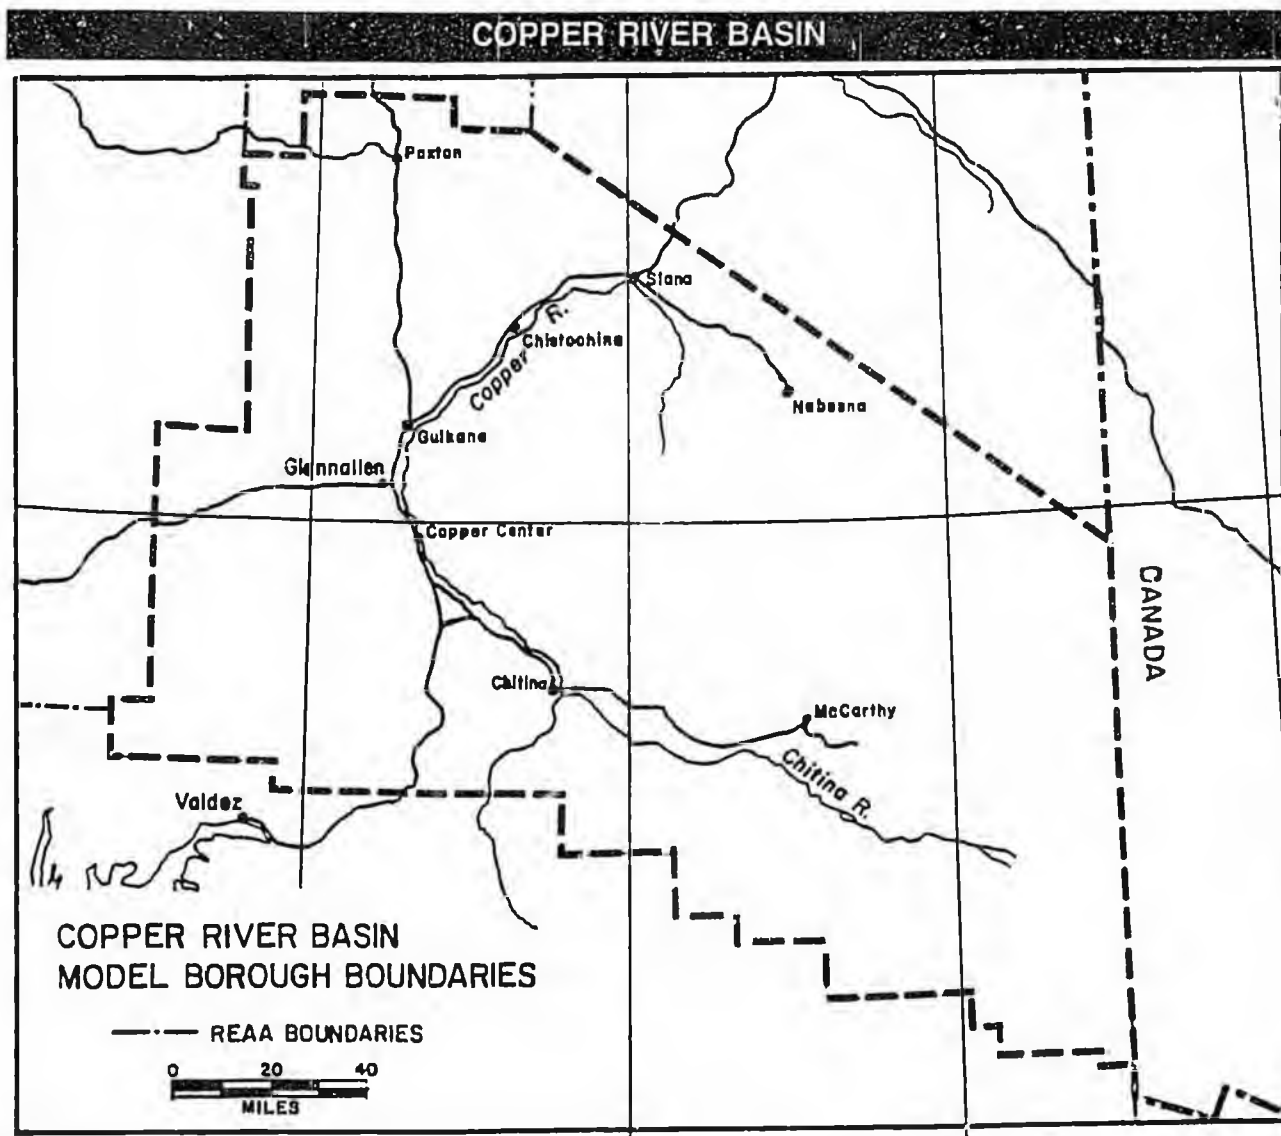 COPPER RIVER BASIN
Paxton
Slana
Chistochina
Copper R.
Nabesna
Gulkana
Glennallen
Copper Center
CANADA
Chitina
McCarthy
Chitina R.
Valdez
COPPER RIVER BASIN
MODEL BOROUGH BOUNDARIES
REAA BOUNDARIES
0 20 40
MILES